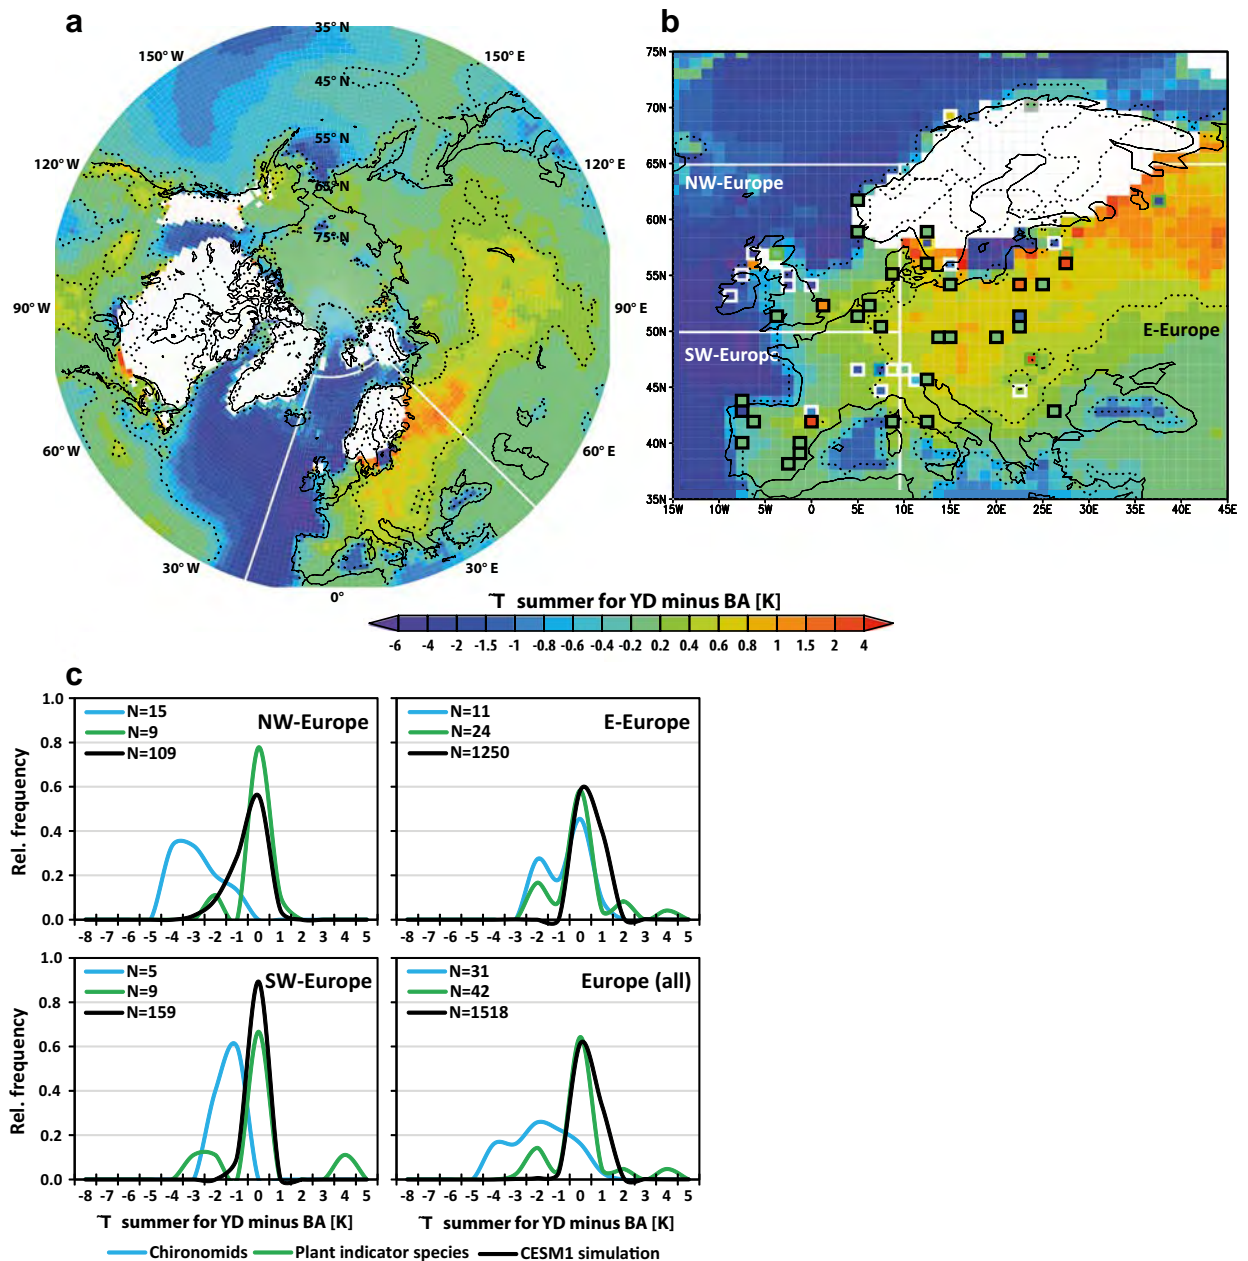 a
35° N
150° W
150° E
45° N
55° N
120° W
120° E
65° N
75° N
90° W
90° E
60° W
60° E
30° W
30° E
0°
b
75N
70N
65N
60N
55N
50N
45N
40N
35N
NW-Europe
SW-Europe
E-Europe
15W 10W 5W 0 5E 10E 15E 20E 25E 30E 35E 40E 45E
T summer for YD minus BA [K]
-6 -4 -2 -1.5 -1 -0.8 -0.6 -0.4 -0.2 0.2 0.4 0.6 0.8 1 1.5 2 4
c
Rel. frequency
1.0
0.8
0.6
0.4
0.2
0.0
N=15
N=9
N=109
NW-Europe
-8 -7 -6 -5 -4 -3 -2 -1 0 1 2 3 4 5
N=11
N=24
N=1250
E-Europe
-8 -7 -6 -5 -4 -3 -2 -1 0 1 2 3 4 5
Rel. frequency
1.0
0.8
0.6
0.4
0.2
0.0
N=5
N=9
N=159
SW-Europe
-8 -7 -6 -5 -4 -3 -2 -1 0 1 2 3 4 5
N=31
N=42
N=1518
Europe (all)
-8 -7 -6 -5 -4 -3 -2 -1 0 1 2 3 4 5
T summer for YD minus BA [K]
T summer for YD minus BA [K]
Chironomids Plant indicator species CESM1 simulation